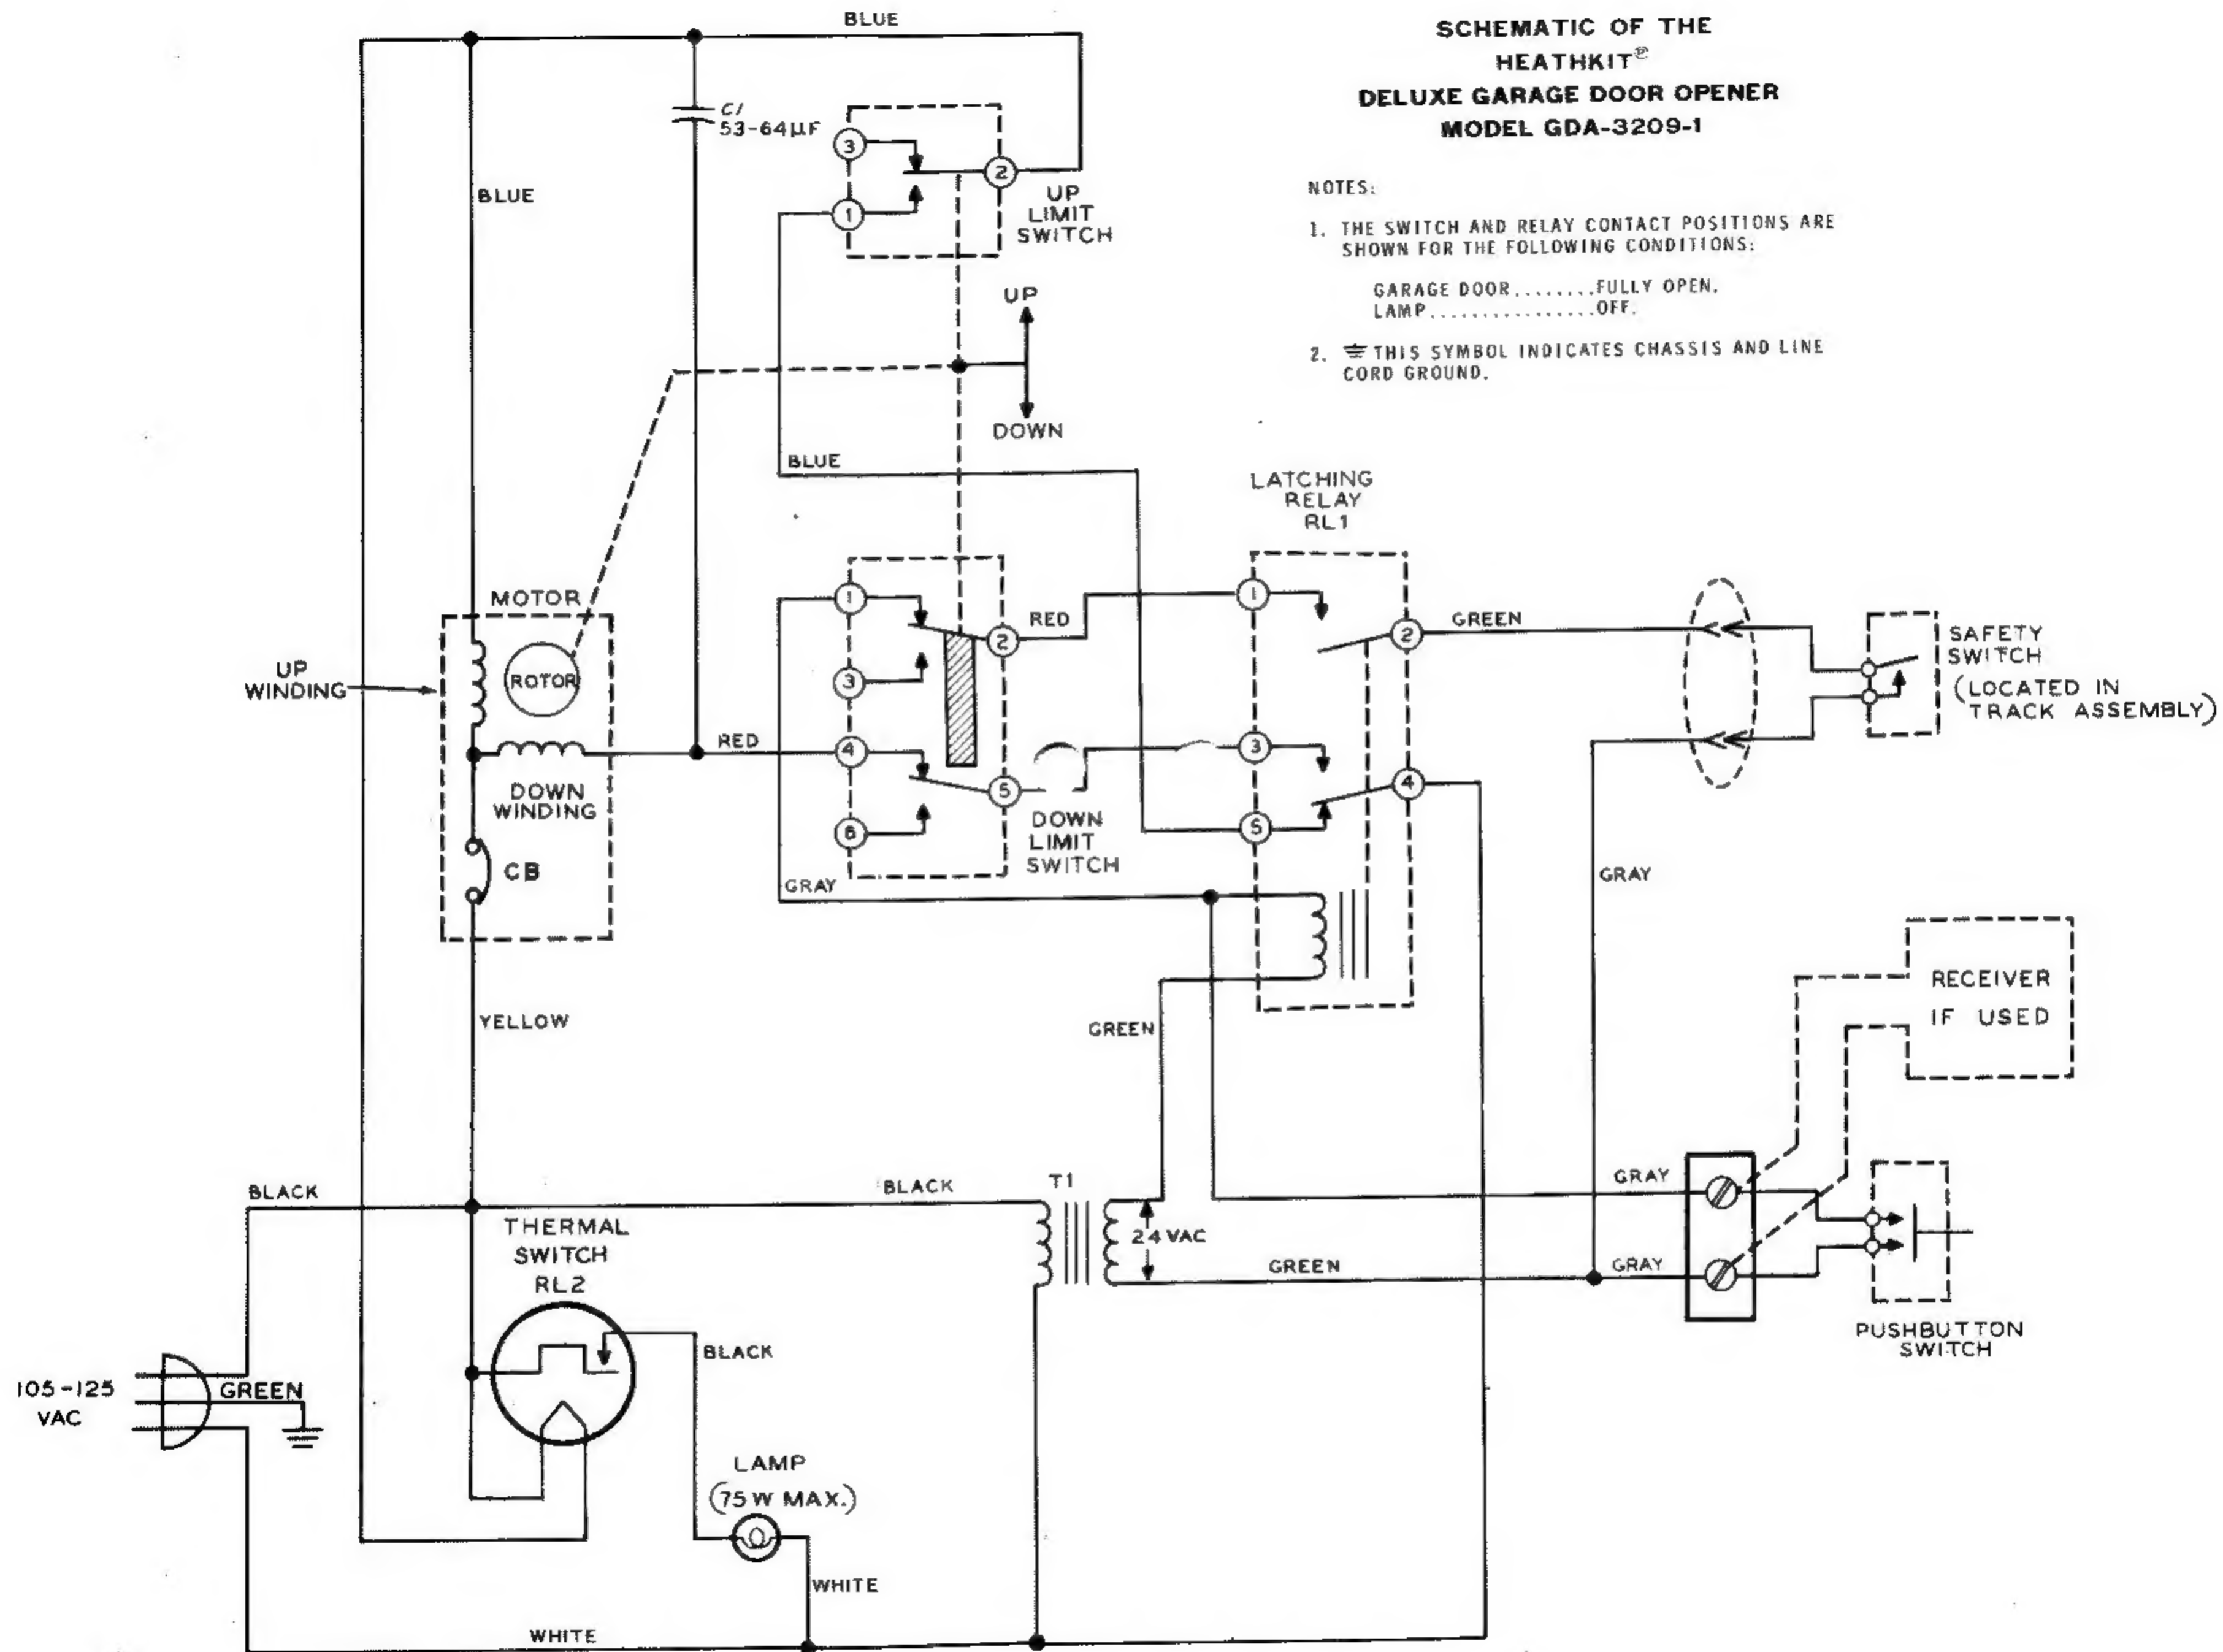 SCHEMATIC OF THE
HEATHKIT®
DELUXE GARAGE DOOR OPENER
MODEL GDA-3209-1
NOTES:
1. THE SWITCH AND RELAY CONTACT POSITIONS ARE
SHOWN FOR THE FOLLOWING CONDITIONS:
GARAGE DOOR........FULLY OPEN.
LAMP................OFF.
2. THIS SYMBOL INDICATES CHASSIS AND LINE
CORD GROUND.
BLUE
C1
53-64µF
3
2
1
UP
LIMIT
SWITCH
BLUE
UP
DOWN
BLUE
LATCHING
RELAY
RL1
MOTOR
ROTOR
UP
WINDING
DOWN
WINDING
CB
RED
1
2
3
4
5
6
RED
DOWN
LIMIT
SWITCH
1
2
3
4
5
GREEN
SAFETY
SWITCH
(LOCATED IN
TRACK ASSEMBLY)
GRAY
GRAY
RECEIVER
IF USED
YELLOW
GREEN
BLACK
BLACK
T1
24 VAC
GREEN
GRAY
GRAY
PUSHBUTTON
SWITCH
THERMAL
SWITCH
RL2
BLACK
105-125
VAC
GREEN
LAMP
(75W MAX.)
WHITE
WHITE